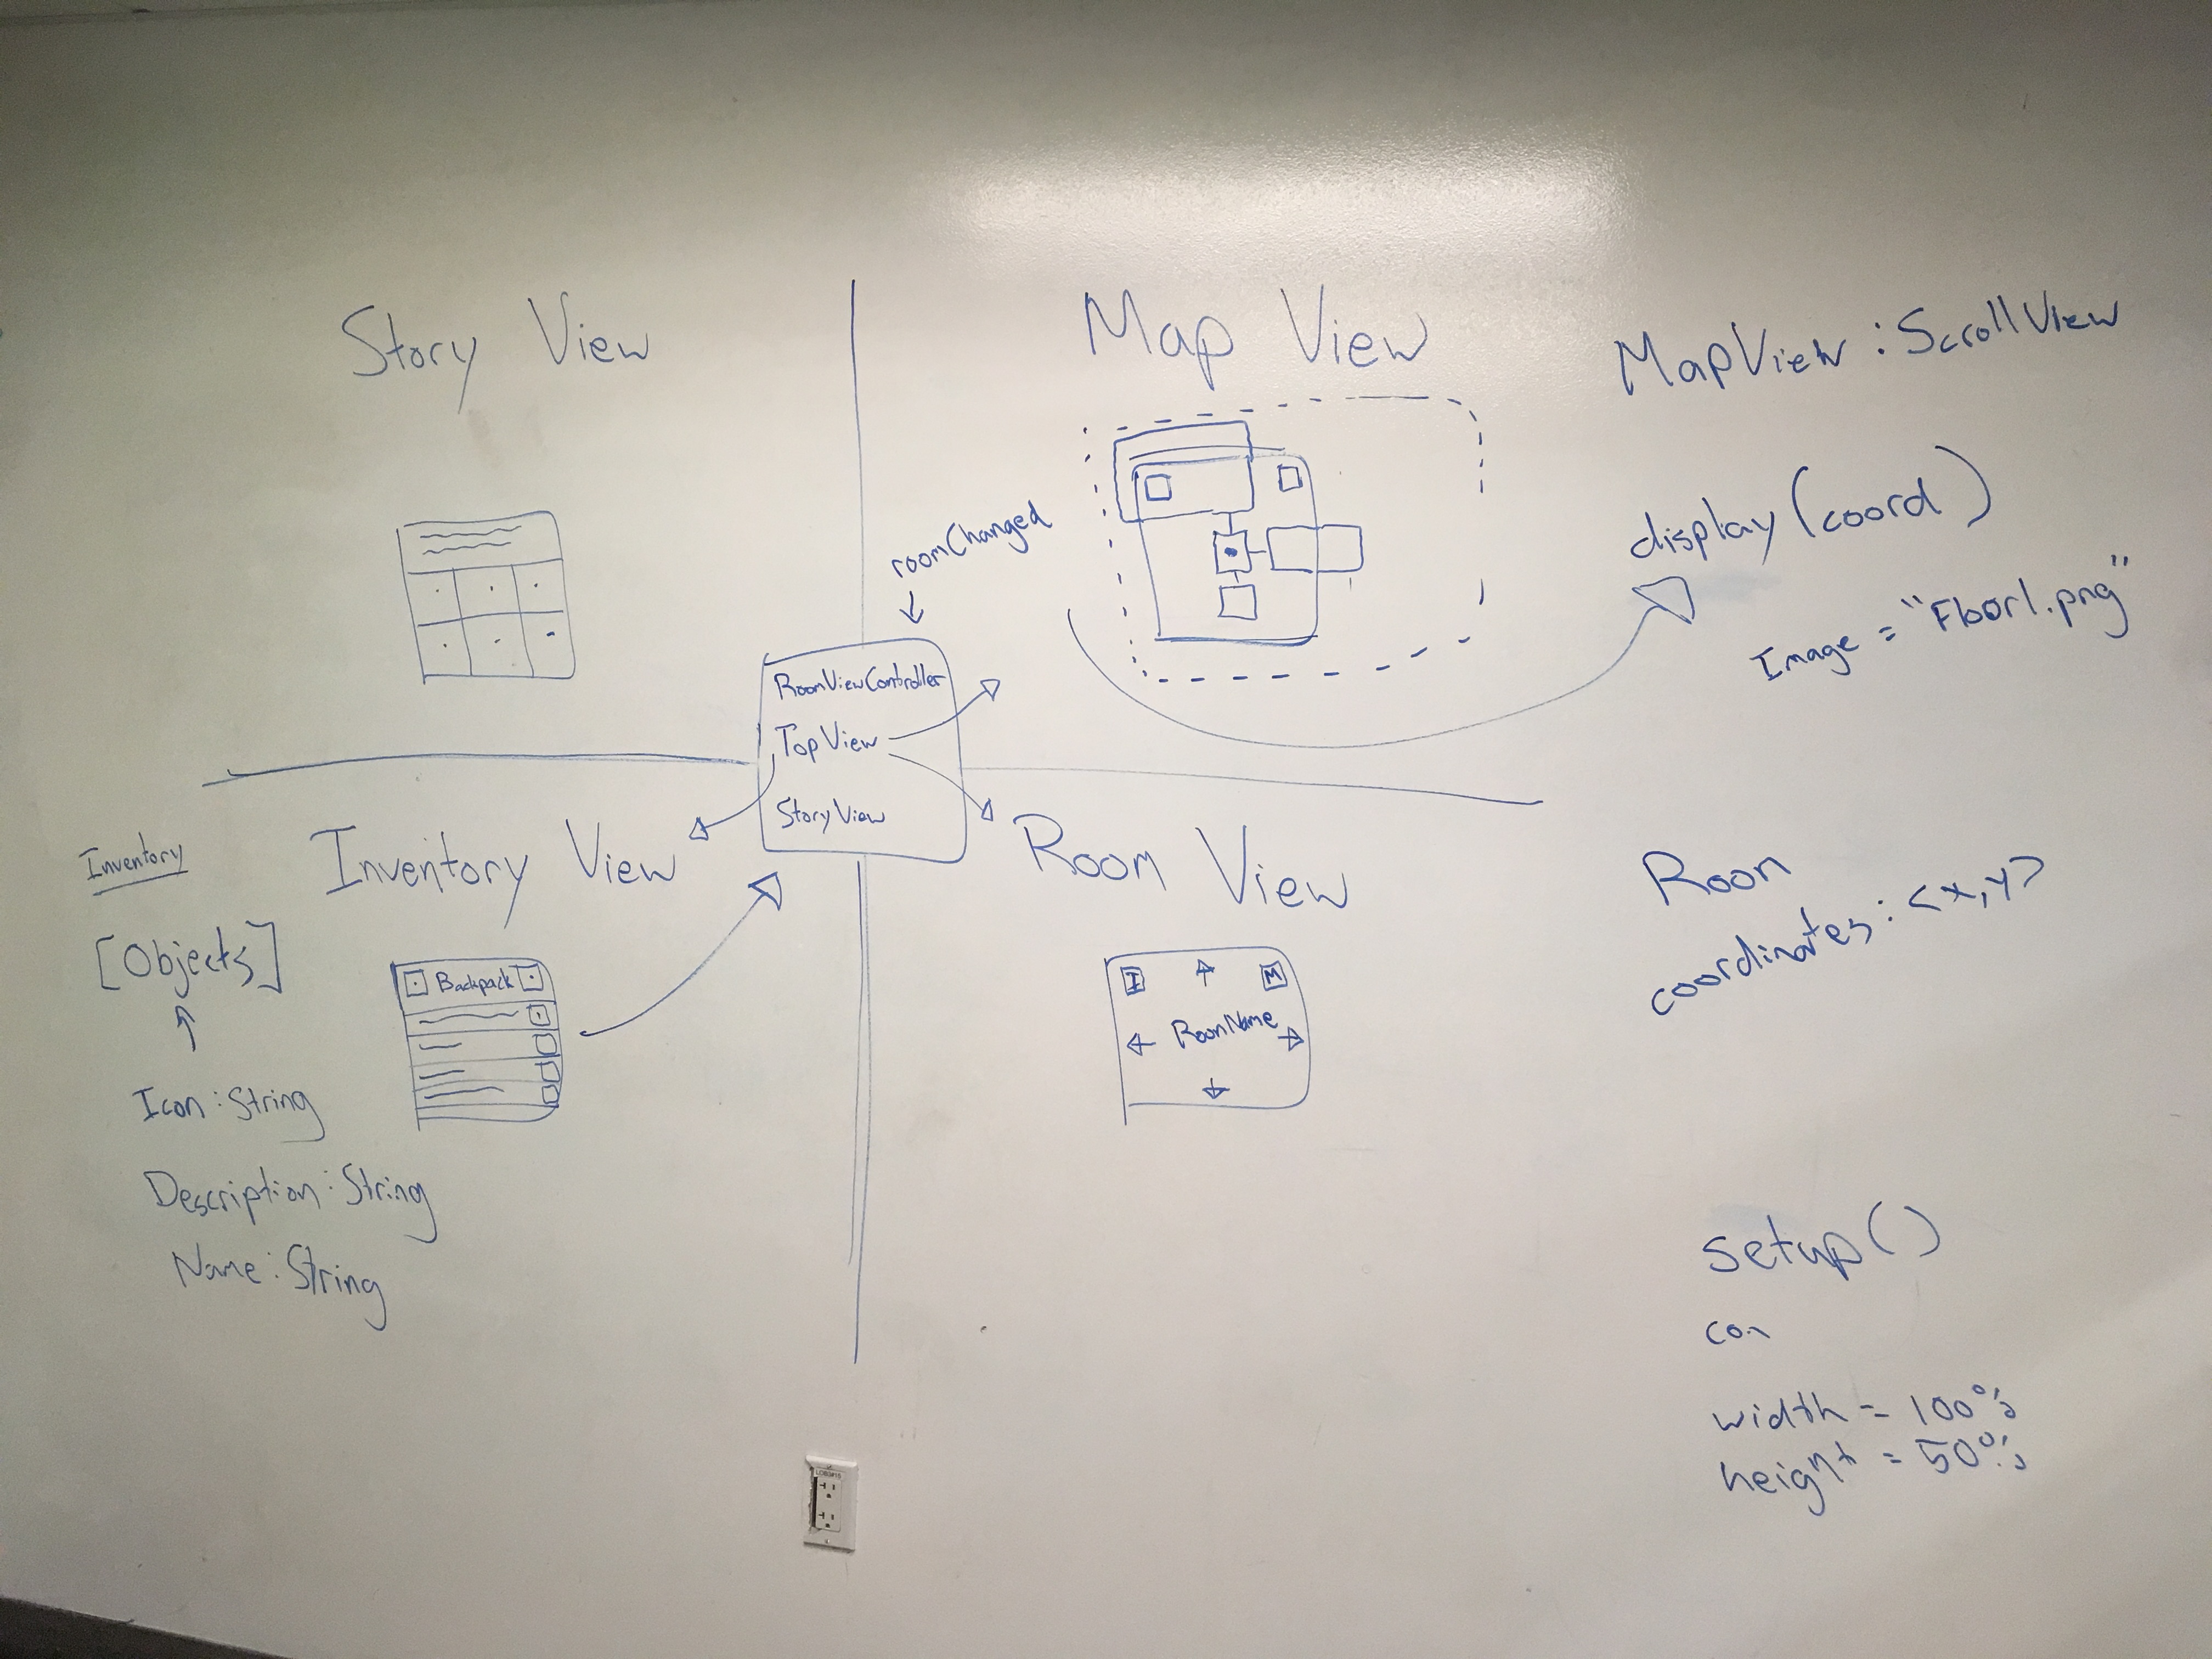 Story View
Map View
MapView : ScrollView
roomChanged
display(coord)
Image = "Floor1.png"
RoomViewController
TopView
StoryView
Inventory
Inventory View
Room View
Room
coordinates: <x,y>
[Objects]
Backpack
I
M
RoomName
Icon : String
Description : String
Name : String
setup()
con
width = 100%
height = 50%